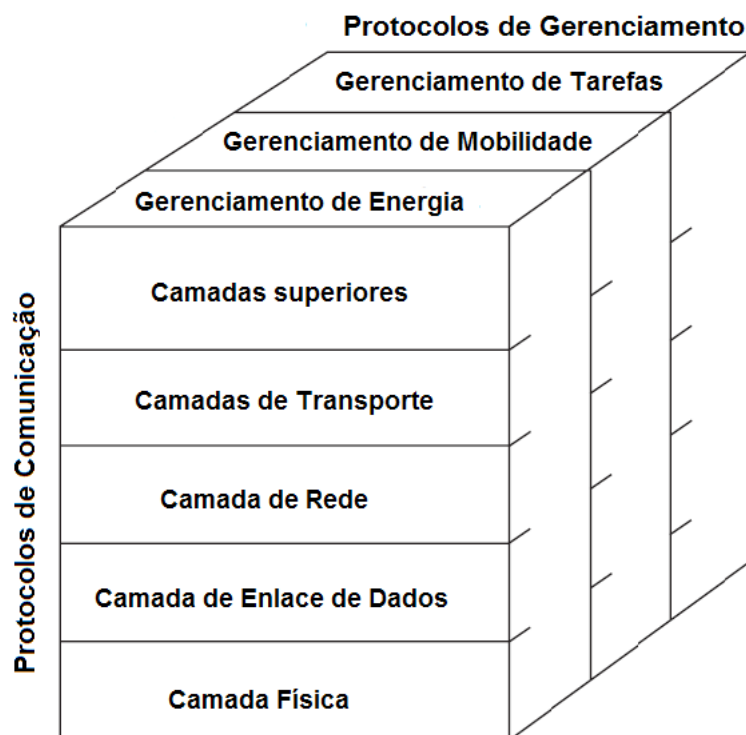 Protocolos de Gerenciamento
Gerenciamento de Tarefas
Gerenciamento de Mobilidade
Gerenciamento de Energia
Camadas superiores
Camadas de Transporte
Camada de Rede
Camada de Enlace de Dados
Camada Física
Protocolos de Comunicação